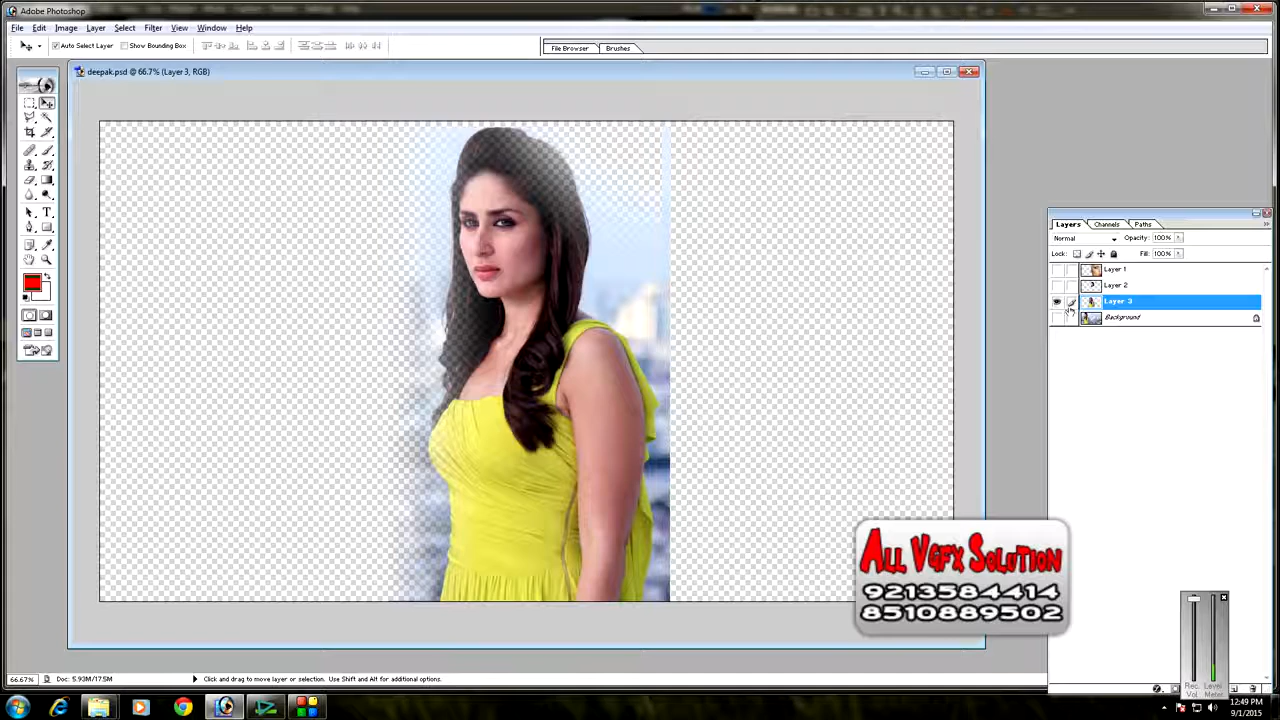 Adobe Photoshop
File Edit Image Layer Select Filter View Window Help
Auto Select Layer Show Bounding Box
File Browser Brushes
deepak.psd @ 66.7% (Layer 3, RGB)
Layers Channels Paths
Normal Opacity: 100%
Lock: Fill: 100%
Layer 1
Layer 2
Layer 3
Background
All Vgfx Solution
9213584414
8510889502
Rec. Vol Level Meter
66.67% Doc: 5.93M/17.5M Click and drag to move layer or selection. Use Shift and Alt for additional options.
12:49 PM
9/1/2015